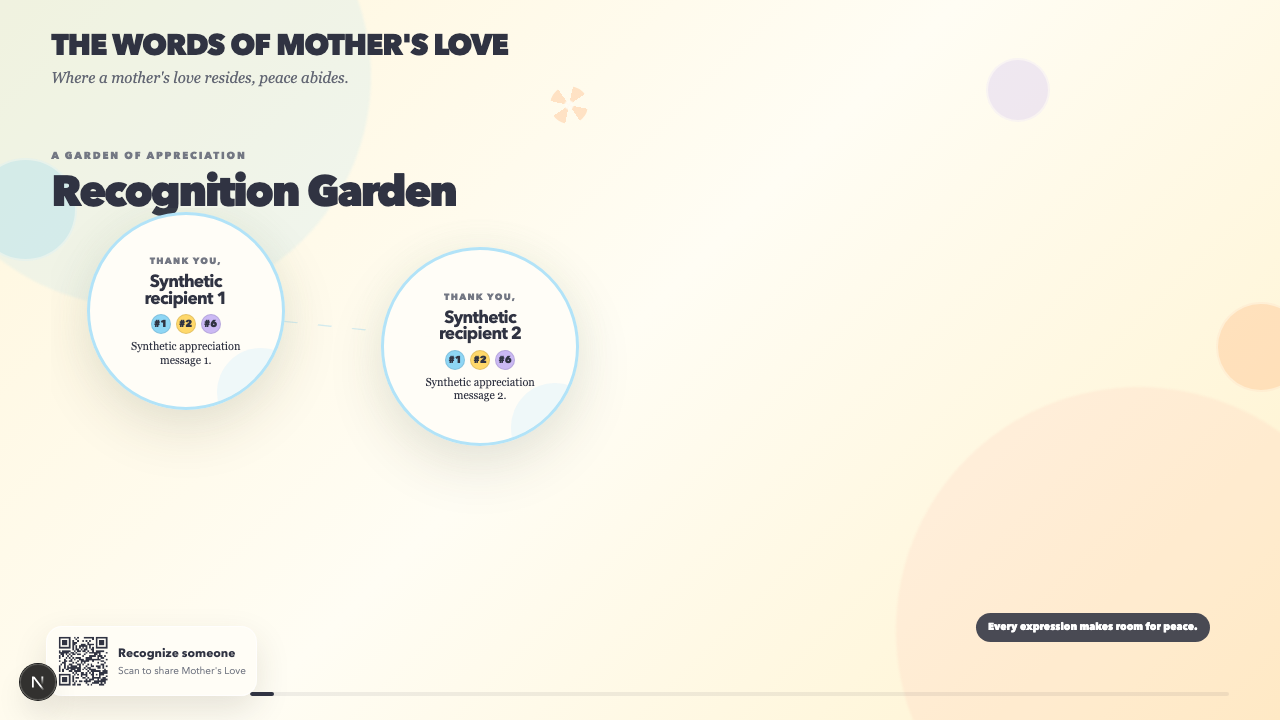 THE WORDS OF MOTHER'S LOVE
Where a mother's love resides, peace abides.
A GARDEN OF APPRECIATION
Recognition Garden
THANK YOU,
Synthetic
recipient 1
#1 #2 #6
Synthetic appreciation
message 1.
THANK YOU,
Synthetic
recipient 2
#1 #2 #6
Synthetic appreciation
message 2.
Every expression makes room for peace.
Recognize someone
Scan to share Mother's Love
N